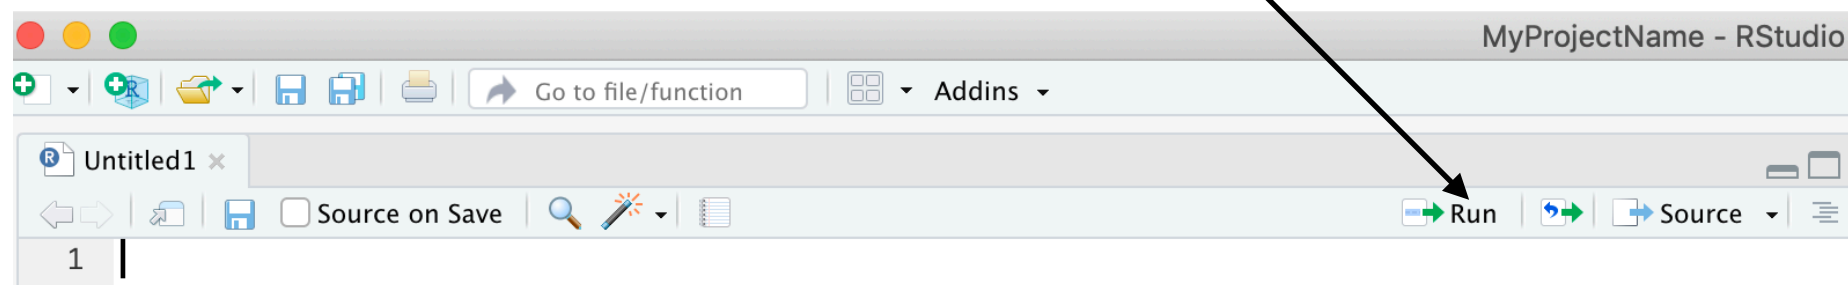 MyProjectName - RStudio
R Go to file/function Addins
R Untitled1 ×
Source on Save Run Source
1